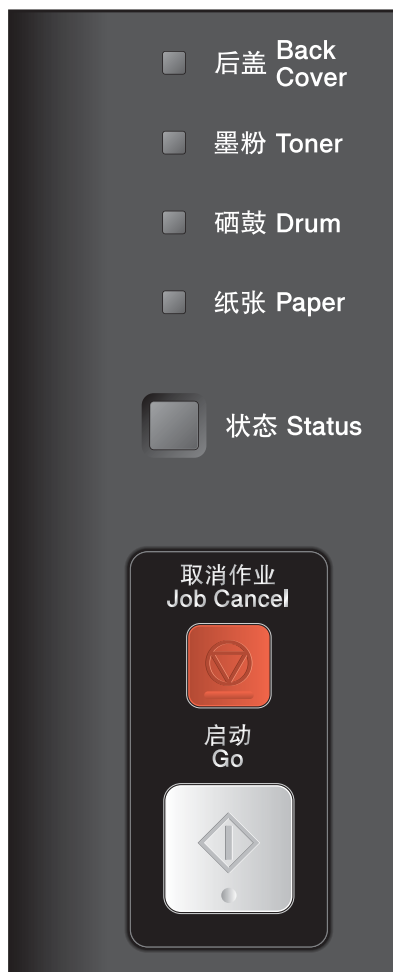 后盖 Back
Cover
墨粉 Toner
硒鼓 Drum
纸张 Paper
状态 Status
取消作业
Job Cancel
启动
Go